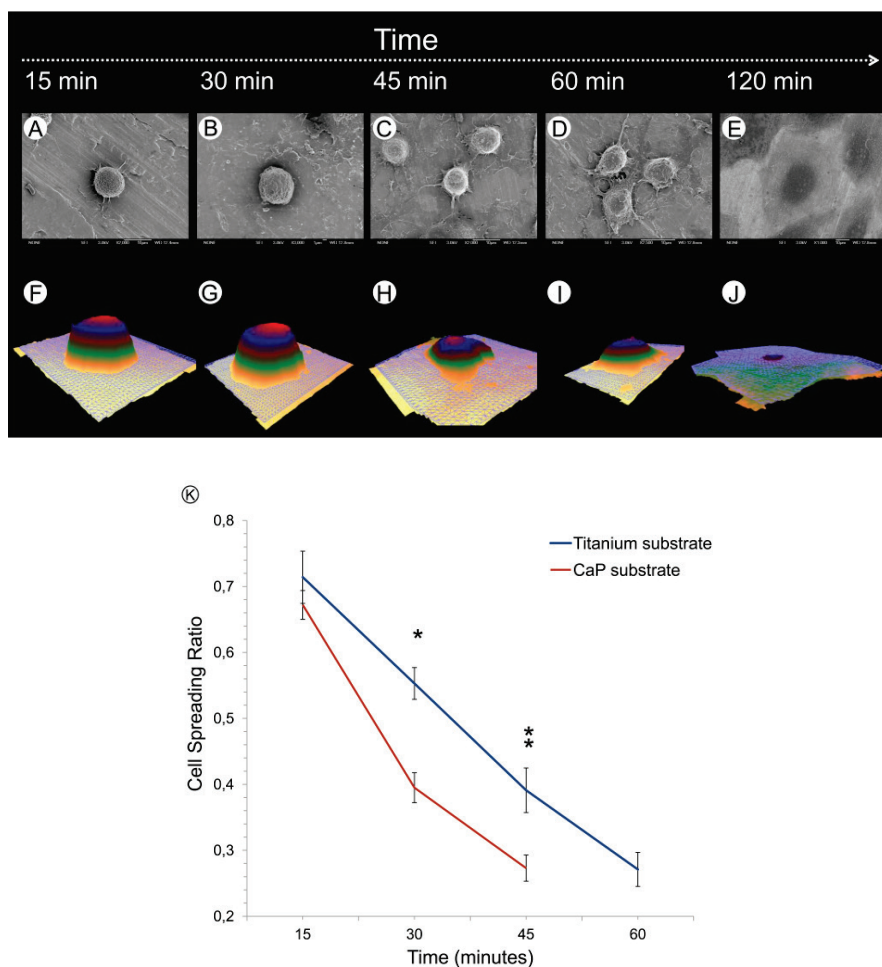 Time
15 min 30 min 45 min 60 min 120 min
A B C D E
F G H I J
K
0,8
0,7
0,6
0,5
0,4
0,3
0,2
Cell Spreading Ratio
Titanium substrate
CaP substrate
*
*
*
15 30 45 60
Time (minutes)